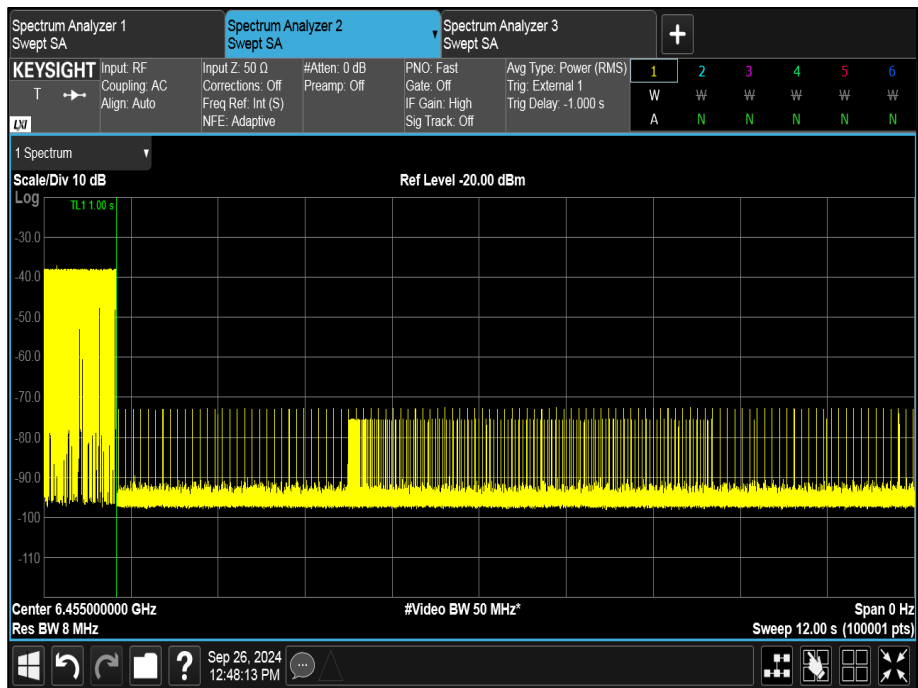 Spectrum Analyzer 1
Swept SA
Spectrum Analyzer 2
Swept SA
Spectrum Analyzer 3
Swept SA
+
KEYSIGHT
T
LXI
Input: RF
Coupling: AC
Align: Auto
Input Z: 50 Ω
Corrections: Off
Freq Ref: Int (S)
NFE: Adaptive
#Atten: 0 dB
Preamp: Off
PNO: Fast
Gate: Off
IF Gain: High
Sig Track: Off
Avg Type: Power (RMS)
Trig: External 1
Trig Delay: -1.000 s
1 2 3 4 5 6
W W W W W W
A N N N N N
1 Spectrum
Scale/Div 10 dB
Ref Level -20.00 dBm
Log
TL1 1.00 s
-30.0
-40.0
-50.0
-60.0
-70.0
-80.0
-90.0
-100
-110
Center 6.455000000 GHz
#Video BW 50 MHz*
Span 0 Hz
Res BW 8 MHz
Sweep 12.00 s (100001 pts)
?
Sep 26, 2024
12:48:13 PM